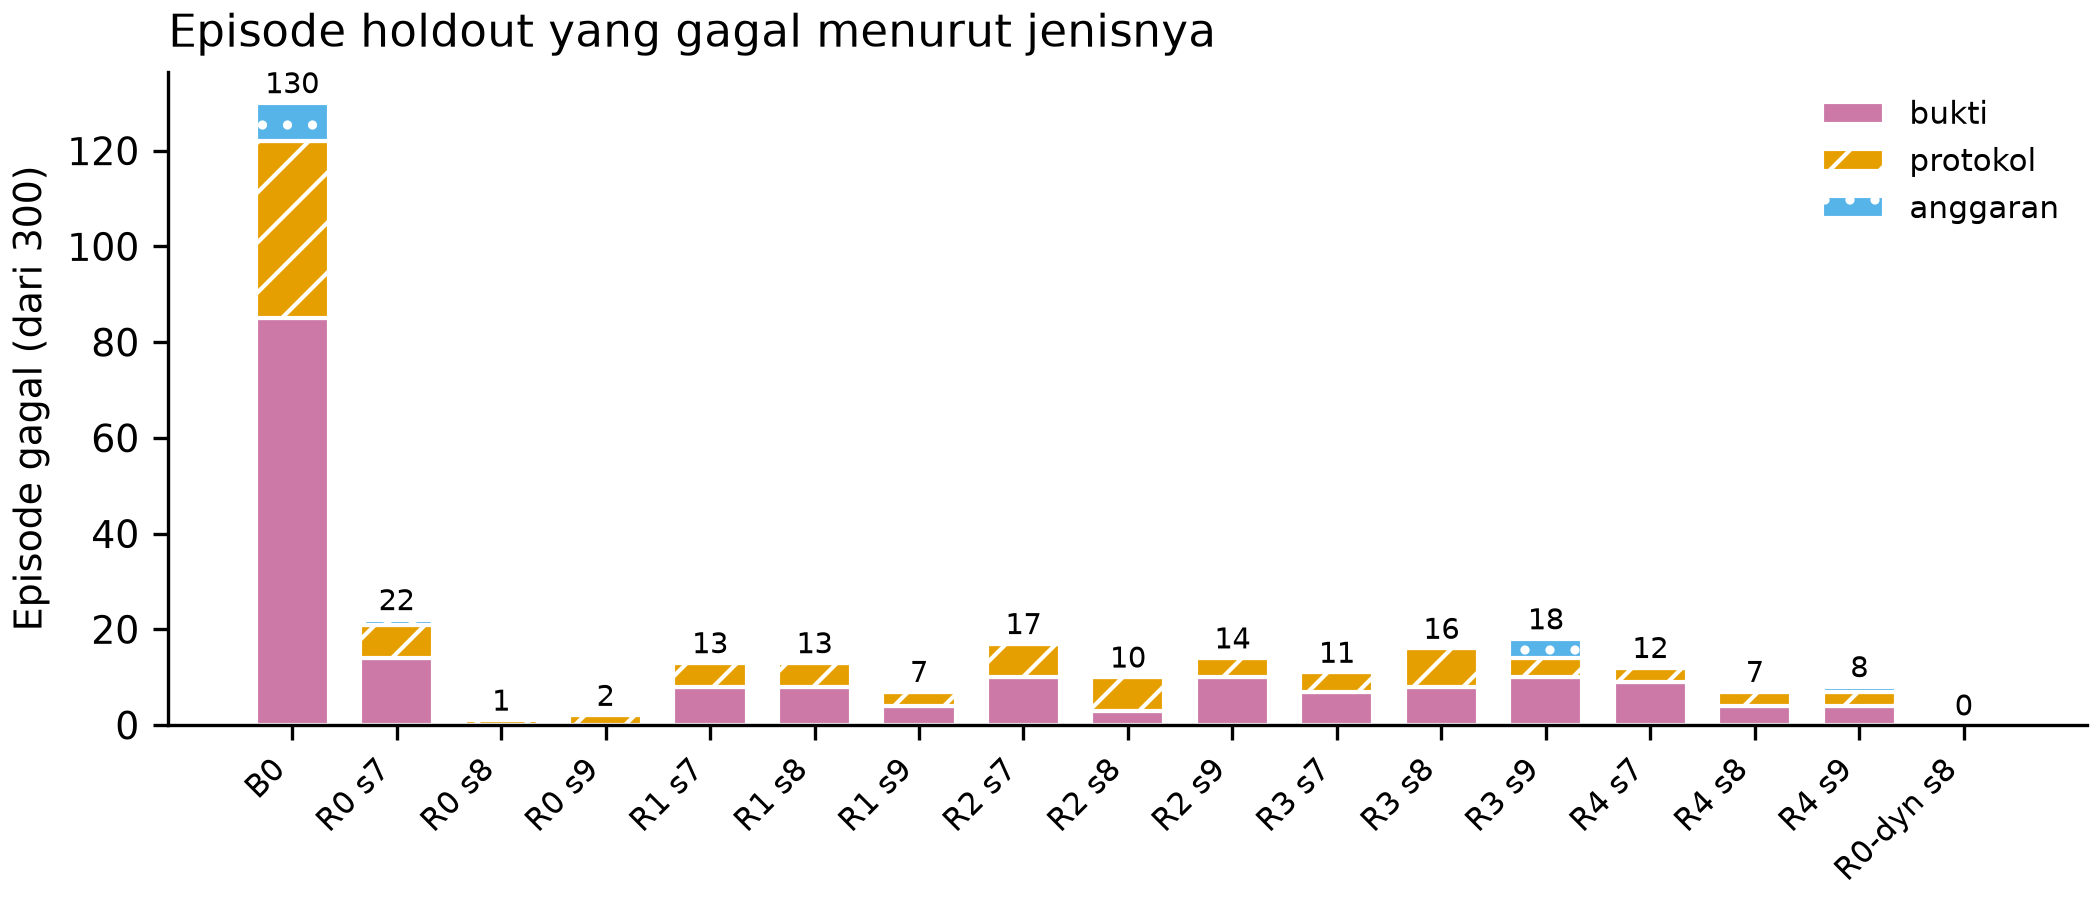 Episode holdout yang gagal menurut jenisnya
Episode gagal (dari 300)
120
100
80
60
40
20
0
130
22
1
2
13
13
7
17
10
14
11
16
18
12
7
8
0
bukti
protokol
anggaran
B0
R0 s7
R0 s8
R0 s9
R1 s7
R1 s8
R1 s9
R2 s7
R2 s8
R2 s9
R3 s7
R3 s8
R3 s9
R4 s7
R4 s8
R4 s9
R0-dyn s8